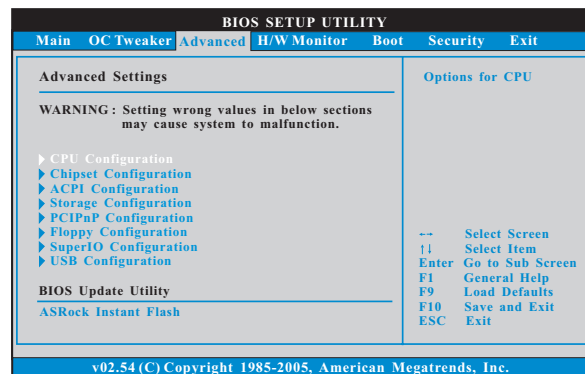 BIOS SETUP UTILITY
Main OC Tweaker Advanced H/W Monitor Boot Security Exit
Advanced Settings
WARNING : Setting wrong values in below sections
may cause system to malfunction.
CPU Configuration
Chipset Configuration
ACPI Configuration
Storage Configuration
PCIPnP Configuration
Floppy Configuration
SuperIO Configuration
USB Configuration
BIOS Update Utility
ASRock Instant Flash
Options for CPU
←→ Select Screen
↑↓ Select Item
Enter Go to Sub Screen
F1 General Help
F9 Load Defaults
F10 Save and Exit
ESC Exit
v02.54 (C) Copyright 1985-2005, American Megatrends, Inc.